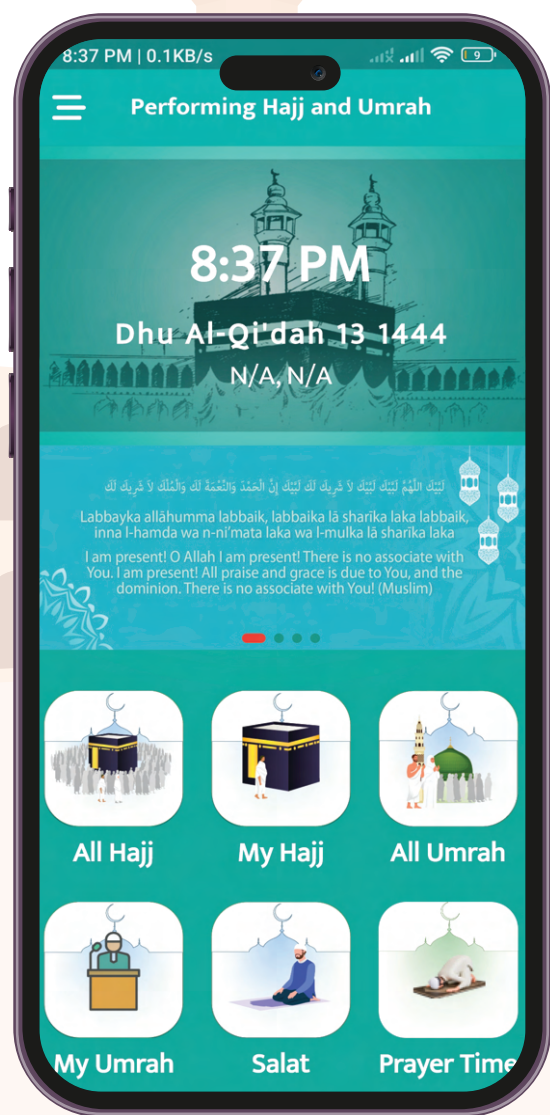 8:37 PM | 0.1KB/s
9
Performing Hajj and Umrah
8:37 PM
Dhu Al-Qi'dah 13 1444
N/A, N/A
لَبَّيْكَ اللَّهُمَّ لَبَّيْكَ لَبَّيْكَ لاَ شَرِيكَ لَكَ لَبَّيْكَ إِنَّ الْحَمْدَ وَالنِّعْمَةَ لَكَ وَالْمُلْكَ لاَ شَرِيكَ لَكَ
Labbayka allāhumma labbaik, labbaika lā sharīka laka labbaik,
inna l-hamda wa n-ni'mata laka wa l-mulka lā sharīka laka
I am present! O Allah I am present! There is no associate with
You. I am present! All praise and grace is due to You, and the
dominion. There is no associate with You! (Muslim)
All Hajj
My Hajj
All Umrah
My Umrah
Salat
Prayer Time